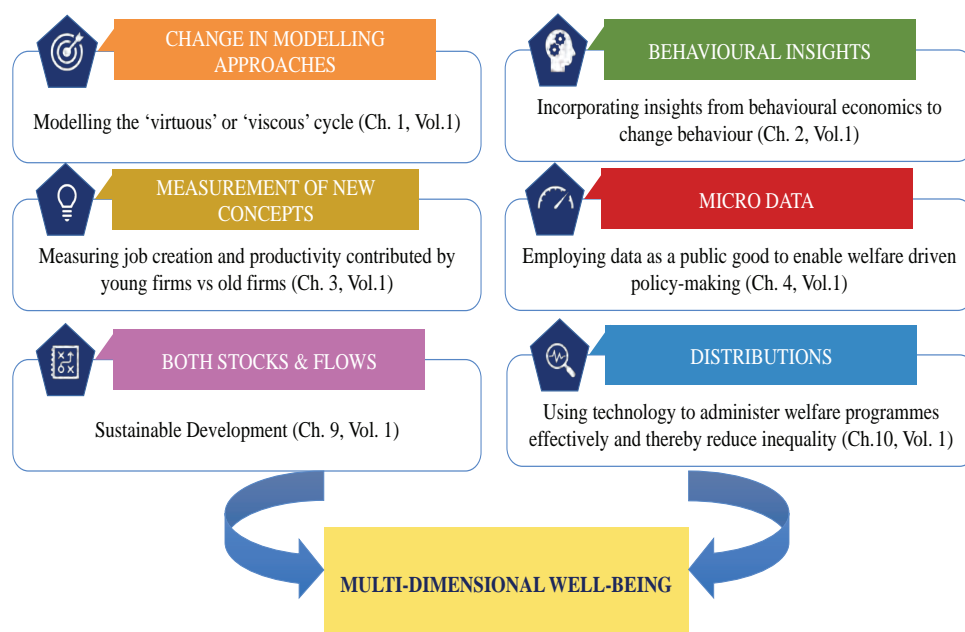 CHANGE IN MODELLING
APPROACHES
Modelling the ‘virtuous’ or ‘viscous’ cycle (Ch. 1, Vol.1)
BEHAVIOURAL INSIGHTS
Incorporating insights from behavioural economics to
change behaviour (Ch. 2, Vol.1)
MEASUREMENT OF NEW
CONCEPTS
Measuring job creation and productivity contributed by
young firms vs old firms (Ch. 3, Vol.1)
MICRO DATA
Employing data as a public good to enable welfare driven
policy-making (Ch. 4, Vol.1)
BOTH STOCKS & FLOWS
Sustainable Development (Ch. 9, Vol. 1)
DISTRIBUTIONS
Using technology to administer welfare programmes
effectively and thereby reduce inequality (Ch.10, Vol. 1)
MULTI-DIMENSIONAL WELL-BEING